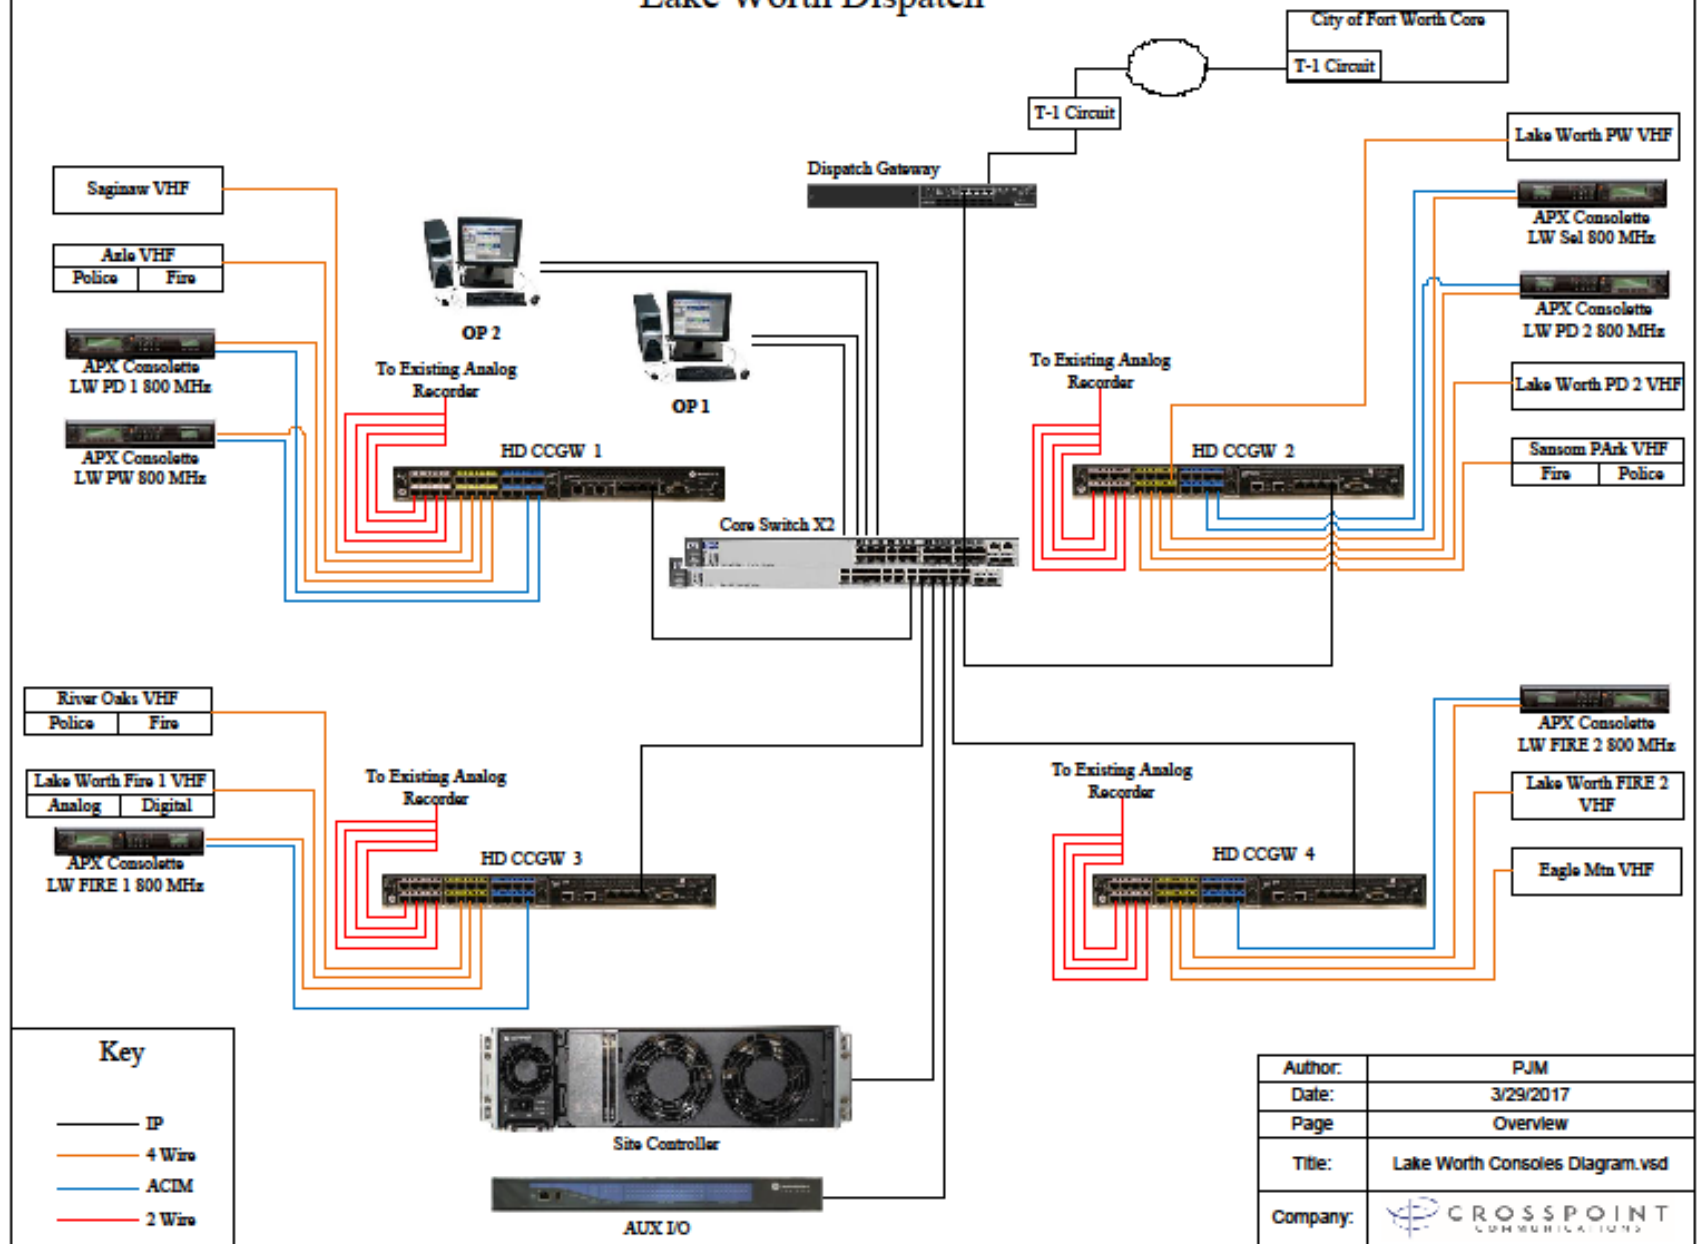 Lake Worth Dispatch
City of Fort Worth Core
T-1 Circuit
T-1 Circuit
Dispatch Gateway
Lake Worth PW VHF
Saginaw VHF
APX Consolette
LW Sel 800 MHz
Azle VHF
Police Fire
OP 2
APX Consolette
LW PD 2 800 MHz
APX Consolette
LW PD 1 800 MHz
To Existing Analog
Recorder
OP 1
To Existing Analog
Recorder
Lake Worth PD 2 VHF
APX Consolette
LW PW 800 MHz
HD CCGW 1
HD CCGW 2
Sansom PArk VHF
Fire Police
Core Switch X2
River Oaks VHF
Police Fire
APX Consolette
LW FIRE 2 800 MHz
Lake Worth Fire 1 VHF
Analog Digital
To Existing Analog
Recorder
To Existing Analog
Recorder
Lake Worth FIRE 2
VHF
APX Consolette
LW FIRE 1 800 MHz
HD CCGW 3
HD CCGW 4
Eagle Mtn VHF
Site Controller
AUX I/O
Key
IP
4 Wire
ACIM
2 Wire
Author: PJM
Date: 3/29/2017
Page Overview
Title: Lake Worth Consoles Diagram.vsd
Company: CROSSPOINT
COMMUNICATIONS